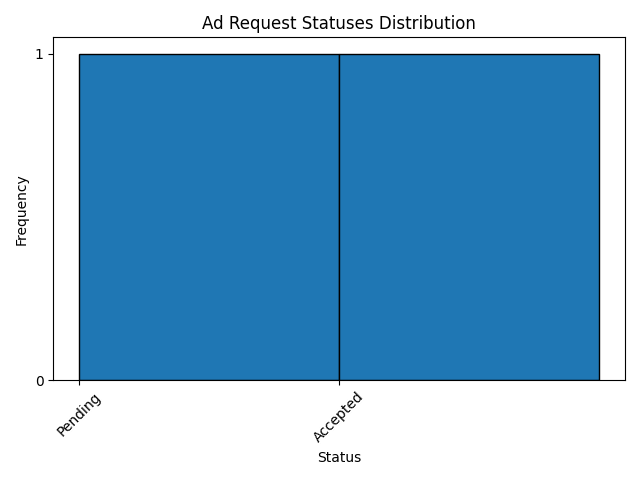 Ad Request Statuses Distribution
1
Frequency
0
Pending
Accepted
Status